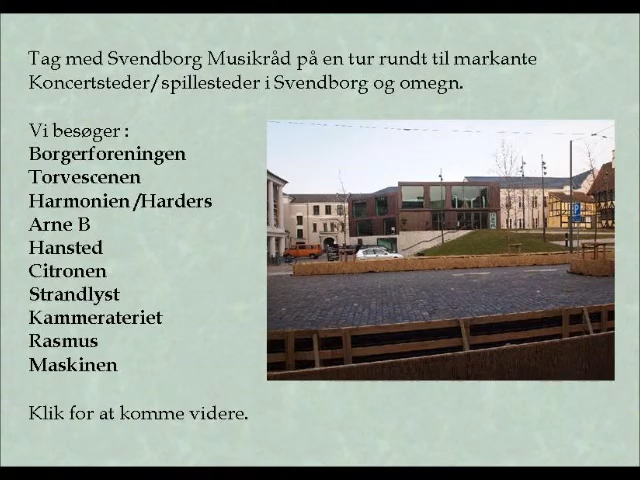 Tag med Svendborg Musikråd på en tur rundt til markante
Koncertsteder/spillesteder i Svendborg og omegn.
Vi besøger :
Borgerforeningen
Torvescenen
Harmonien/Harders
Arne B
Hansted
Citronen
Strandlyst
Kammerateriet
Rasmus
Maskinen
Klik for at komme videre.